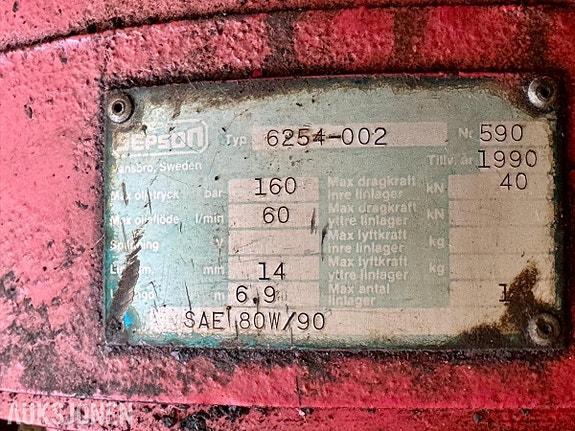 SEPSON Typ 6254-002 Nr 590
Vansbro, Sweden Tillv. år 1990
Max oljetryck bar 160 Max dragkraft inre linlager kN 40
Max oljeflöde l/min 60 Max dragkraft yttre linlager kN
Spänning V Max lyftkraft inre linlager kg
mm 14 Max lyftkraft yttre linlager kg
m 6.9 Max antal linlager 1
SAE 80W/90
AUKSJONEN